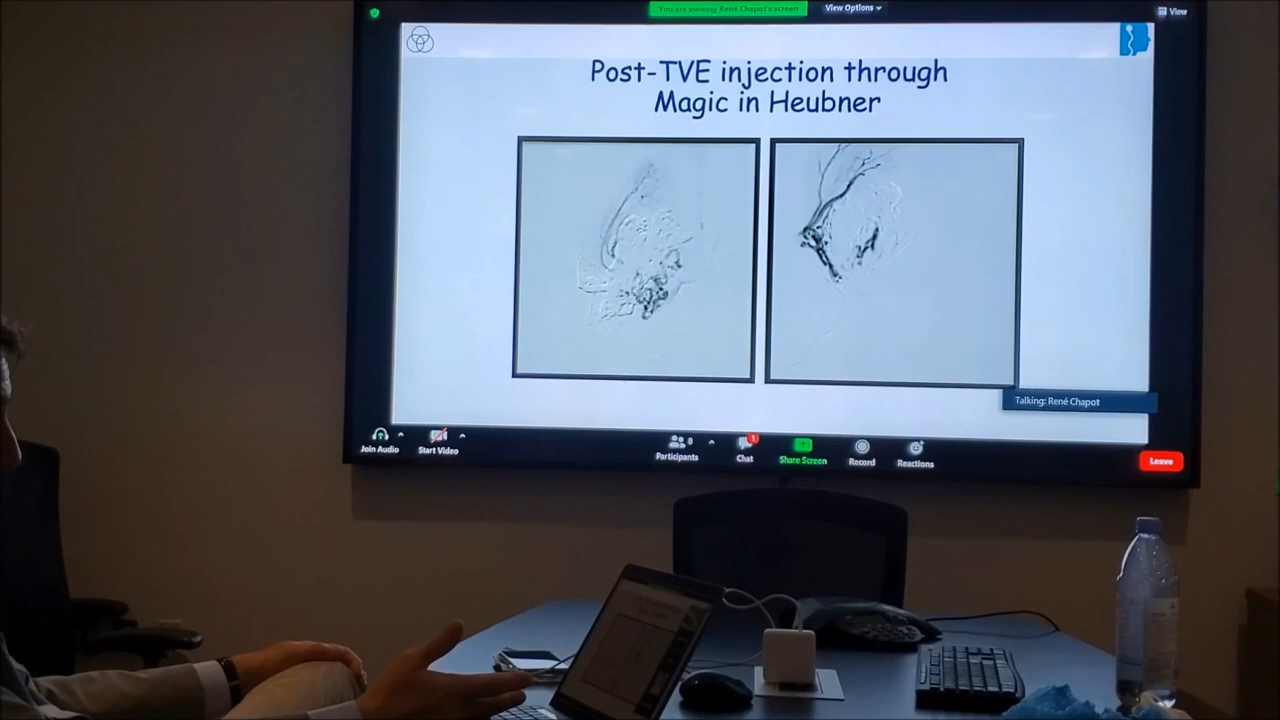 You are viewing René Chapot's screen
View Options
View
Post-TVE injection through
Magic in Heubner
Talking: René Chapot
Join Audio
Start Video
8
Participants
1
Chat
Share Screen
Record
Reactions
Leave